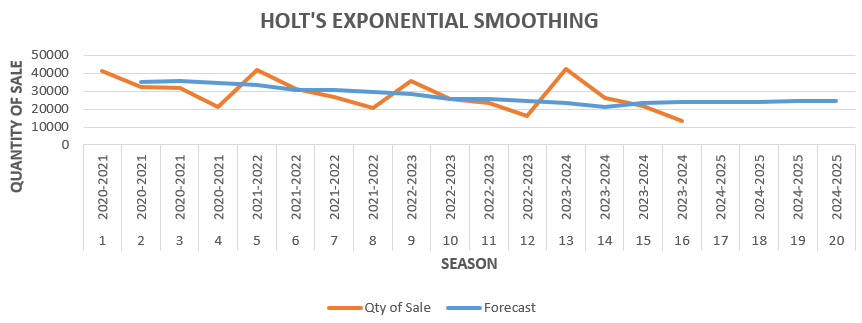 HOLT'S EXPONENTIAL SMOOTHING
QUANTITY OF SALE
50000
40000
30000
20000
10000
0
2020-2021 2020-2021 2020-2021 2020-2021 2021-2022 2021-2022 2021-2022 2021-2022 2022-2023 2022-2023 2022-2023 2022-2023 2023-2024 2023-2024 2023-2024 2023-2024 2024-2025 2024-2025 2024-2025 2024-2025
1 2 3 4 5 6 7 8 9 10 11 12 13 14 15 16 17 18 19 20
SEASON
Qty of Sale Forecast